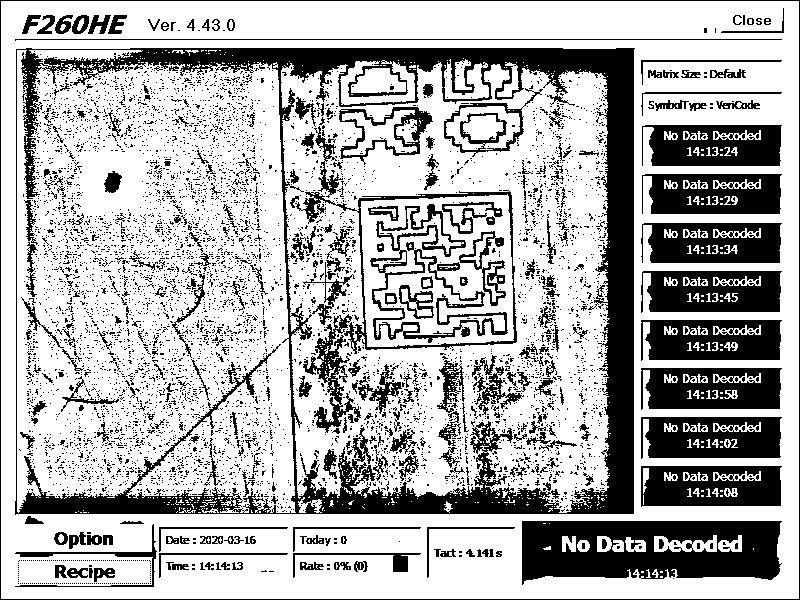 F260HE Ver. 4.43.0 Close
Matrix Size : Default
SymbolType : VeriCode
No Data Decoded
14:13:24
No Data Decoded
14:13:29
No Data Decoded
14:13:34
No Data Decoded
14:13:45
No Data Decoded
14:13:49
No Data Decoded
14:13:58
No Data Decoded
14:14:02
No Data Decoded
14:14:08
Option
Recipe
Date : 2020-03-16
Time : 14:14:13
Today : 0
Rate : 0% (0)
Tact : 4.141s
No Data Decoded
14:14:13